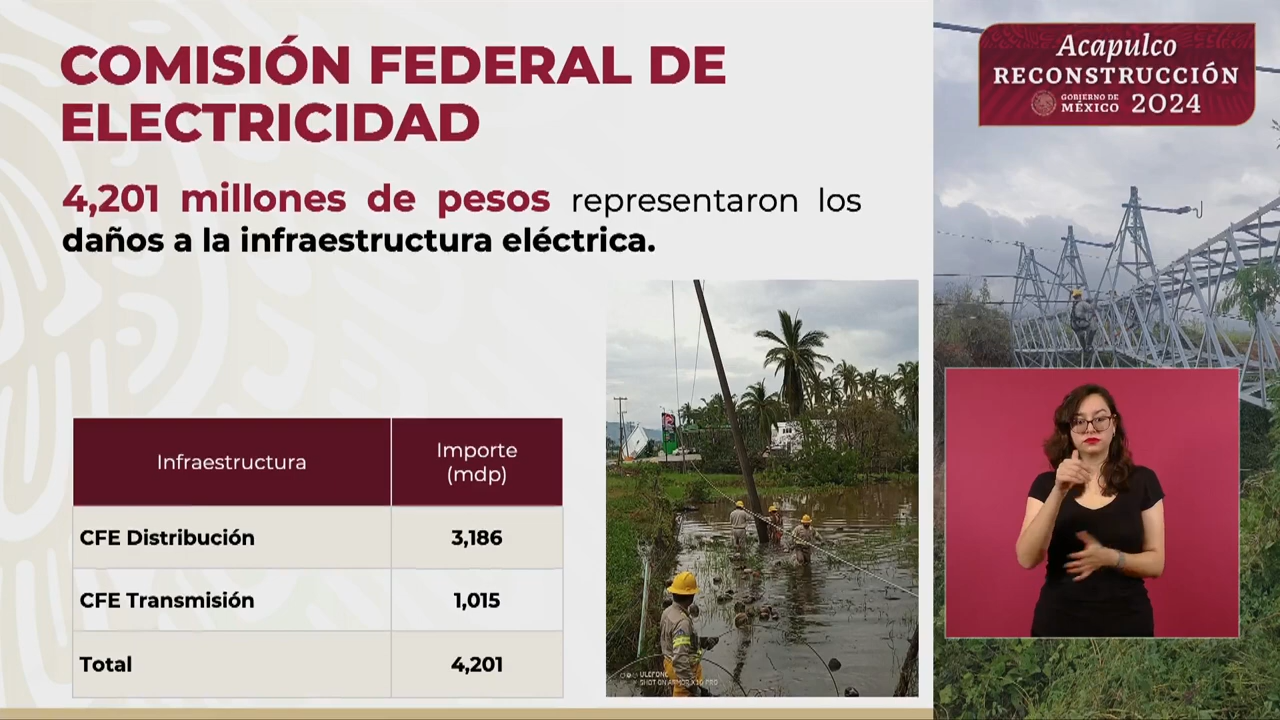 COMISIÓN FEDERAL DE
ELECTRICIDAD
4,201 millones de pesos representaron los
daños a la infraestructura eléctrica.
Infraestructura
Importe
(mdp)
CFE Distribución
3,186
CFE Transmisión
1,015
Total
4,201
ULEFONE
SHOT ON ARMOR X10 PRO
Acapulco
RECONSTRUCCIÓN
GOBIERNO DE
MÉXICO
2024